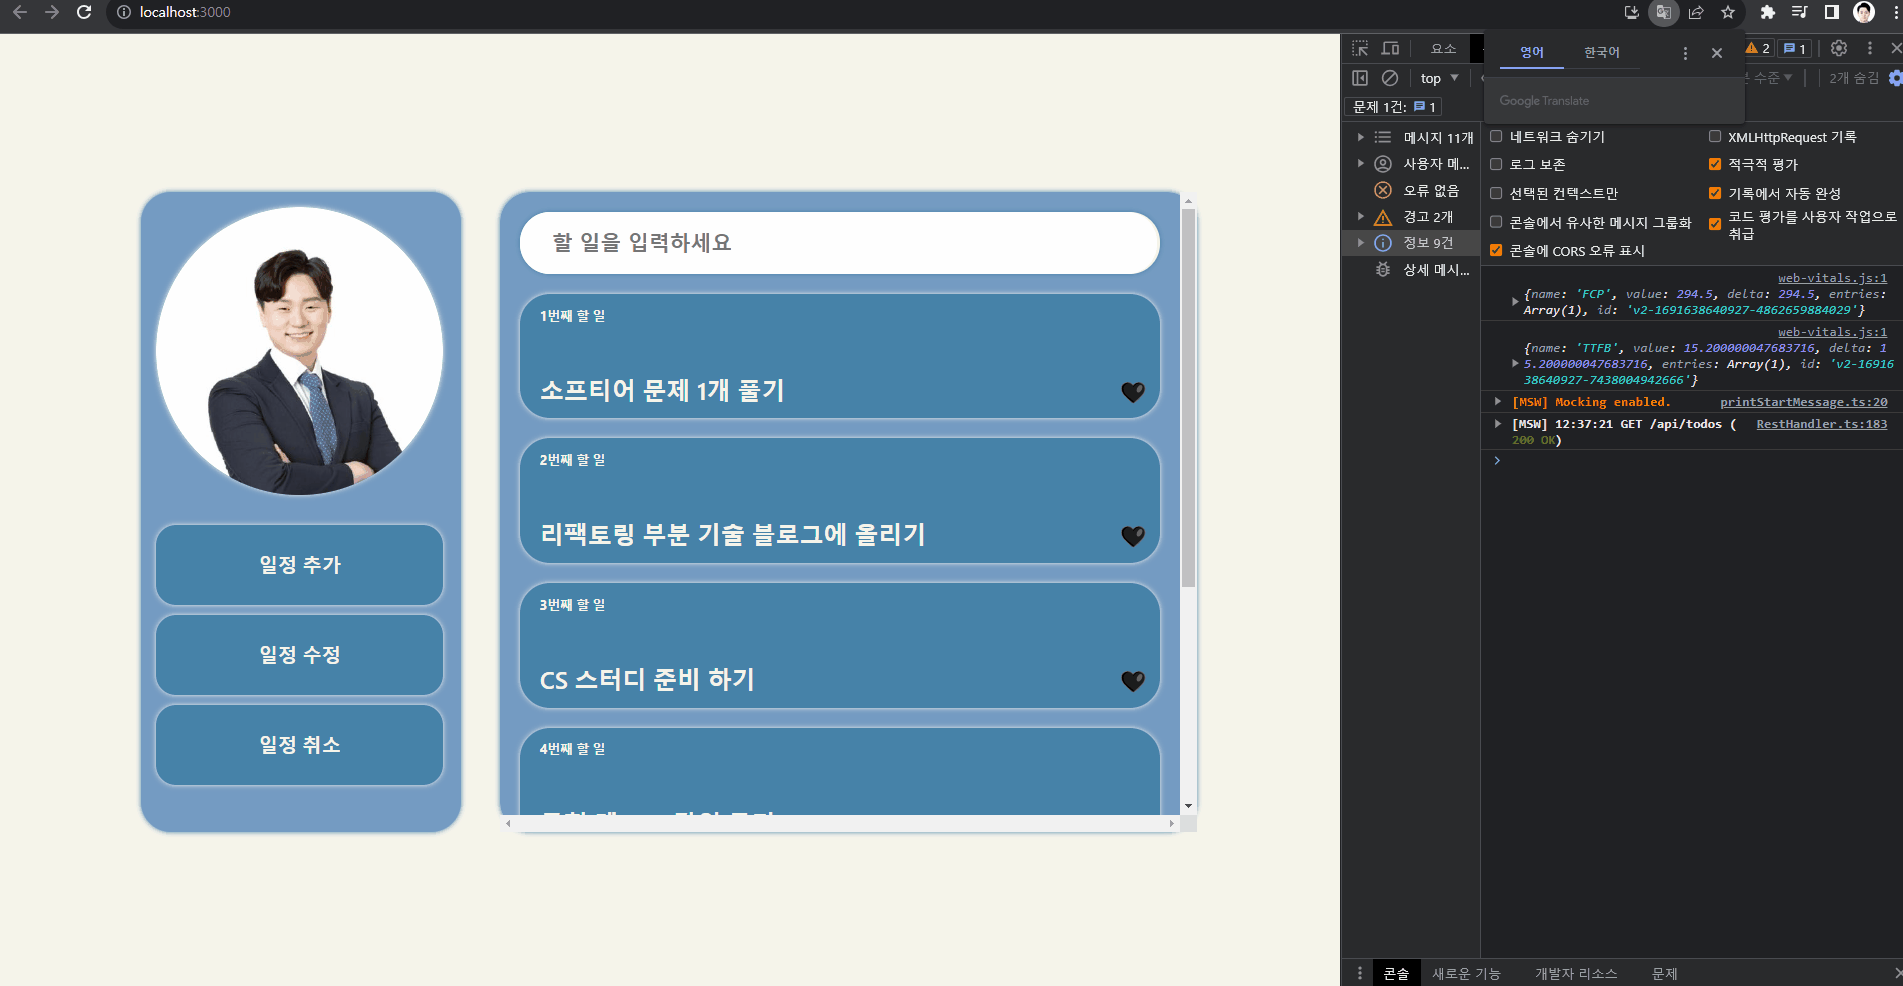 localhost:3000
할 일을 입력하세요
1번째 할 일
소프티어 문제 1개 풀기
2번째 할 일
리팩토링 부분 기술 블로그에 올리기
3번째 할 일
CS 스터디 준비 하기
4번째 할 일
일정 추가
일정 수정
일정 취소
요소
영어 한국어
2 1
top
수준 2개 숨김
Google Translate
문제 1건: 1
메시지 11개
사용자 메...
오류 없음
경고 2개
정보 9건
상세 메시...
네트워크 숨기기
XMLHttpRequest 기록
로그 보존
적극적 평가
선택된 컨텍스트만
기록에서 자동 완성
콘솔에서 유사한 메시지 그룹화
코드 평가를 사용자 작업으로
취급
콘솔에 CORS 오류 표시
web-vitals.js:1
{name: 'FCP', value: 294.5, delta: 294.5, entries:
Array(1), id: 'v2-1691638640927-4862659884029'}
web-vitals.js:1
{name: 'TTFB', value: 15.200000047683716, delta: 1
5.200000047683716, entries: Array(1), id: 'v2-16916
38640927-7438004942666'}
[MSW] Mocking enabled. printStartMessage.ts:20
[MSW] 12:37:21 GET /api/todos ( RestHandler.ts:183
200 OK)
콘솔 새로운 기능 개발자 리소스 문제